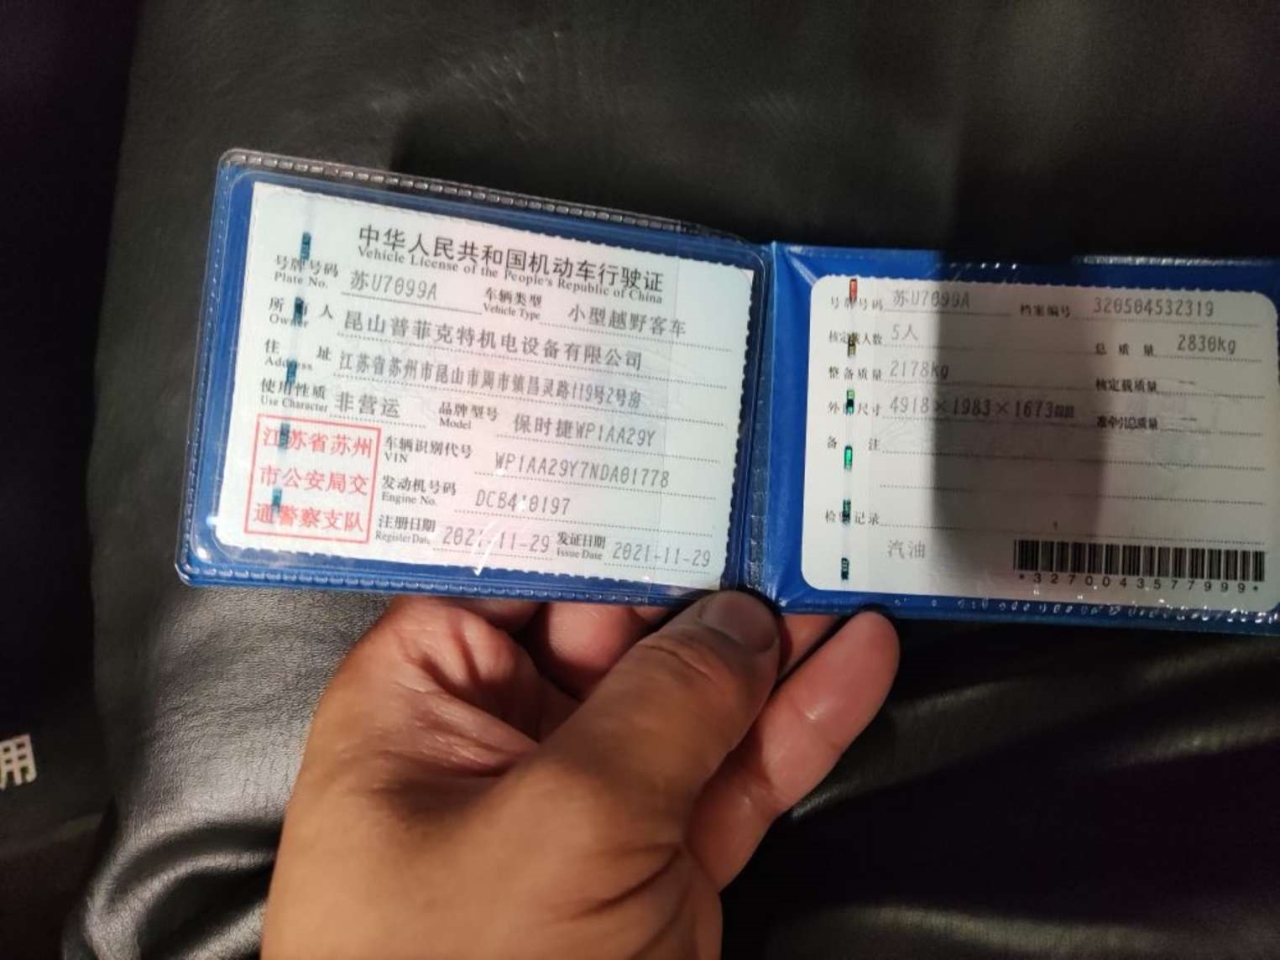 中华人民共和国机动车行驶证
Vehicle License of the People's Republic of China
号牌号码 苏U7099A 车辆类型 小型越野客车
Plate No. Vehicle Type
所有人 昆山普菲克特机电设备有限公司
Owner
住址 江苏省苏州市昆山市周市镇昌灵路119号2号房
Address
使用性质 非营运 品牌型号 保时捷WP1AA29Y
Use Character Model
江苏省苏州
市公安局交
通警察支队
车辆识别代号 WP1AA29Y7NDA01778
VIN
发动机号码 DCB410197
Engine No.
注册日期 2021-11-29 发证日期 2021-11-29
Register Date Issue Date
号牌号码 苏U7099A 档案编号 320504532319
核定载人数 5人 总质量 2830kg
整备质量 2178kg 核定载质量
外廓尺寸 4918×1983×1673mm 准牵引总质量
备注
检验记录
汽油
*3270043577999*
用